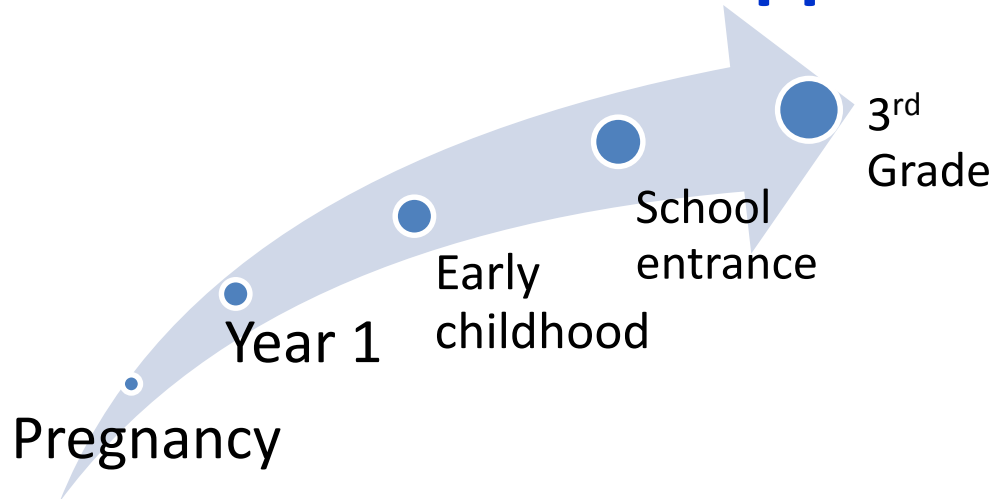 Pregnancy
Year 1
Early
childhood
School
entrance
3rd
Grade